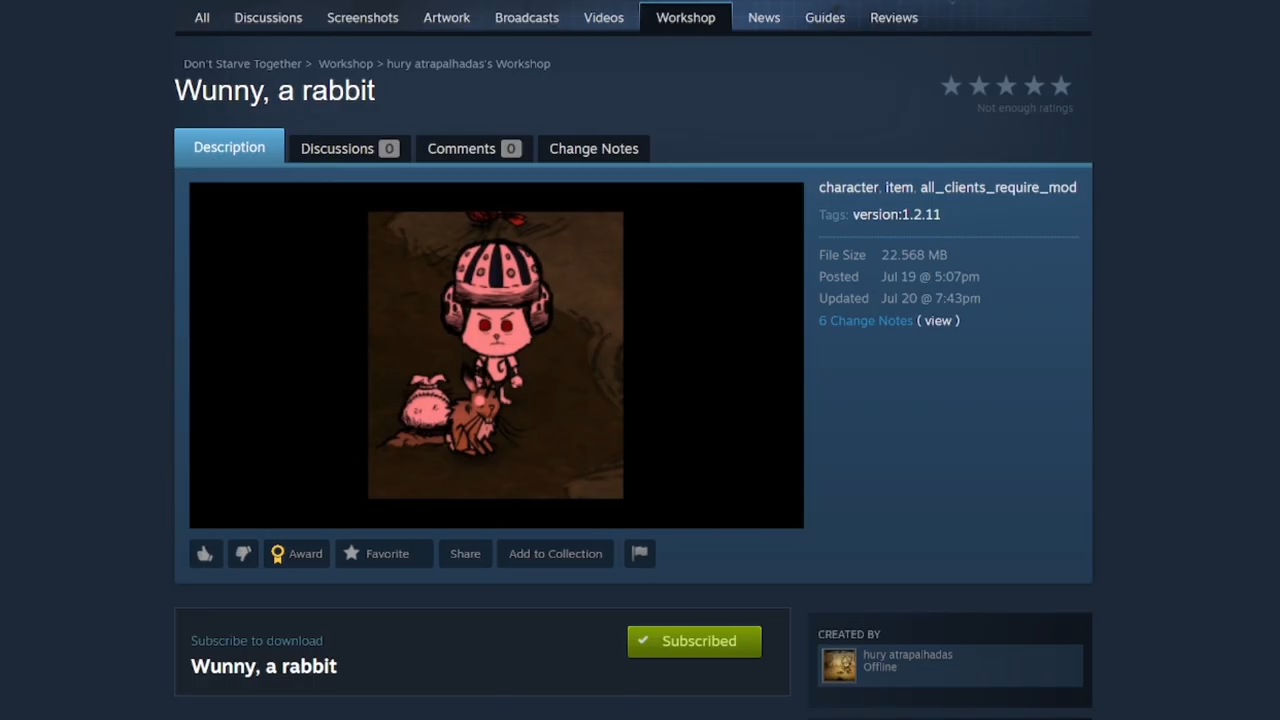 All Discussions Screenshots Artwork Broadcasts Videos Workshop News Guides Reviews
Don't Starve Together > Workshop > hury atrapalhadas's Workshop
Wunny, a rabbit
Not enough ratings
Description Discussions 0 Comments 0 Change Notes
character, item, all_clients_require_mod
Tags: version:1.2.11
File Size 22.568 MB
Posted Jul 19 @ 5:07pm
Updated Jul 20 @ 7:43pm
6 Change Notes ( view )
Award Favorite Share Add to Collection
Subscribe to download
Wunny, a rabbit
Subscribed
CREATED BY
hury atrapalhadas
Offline